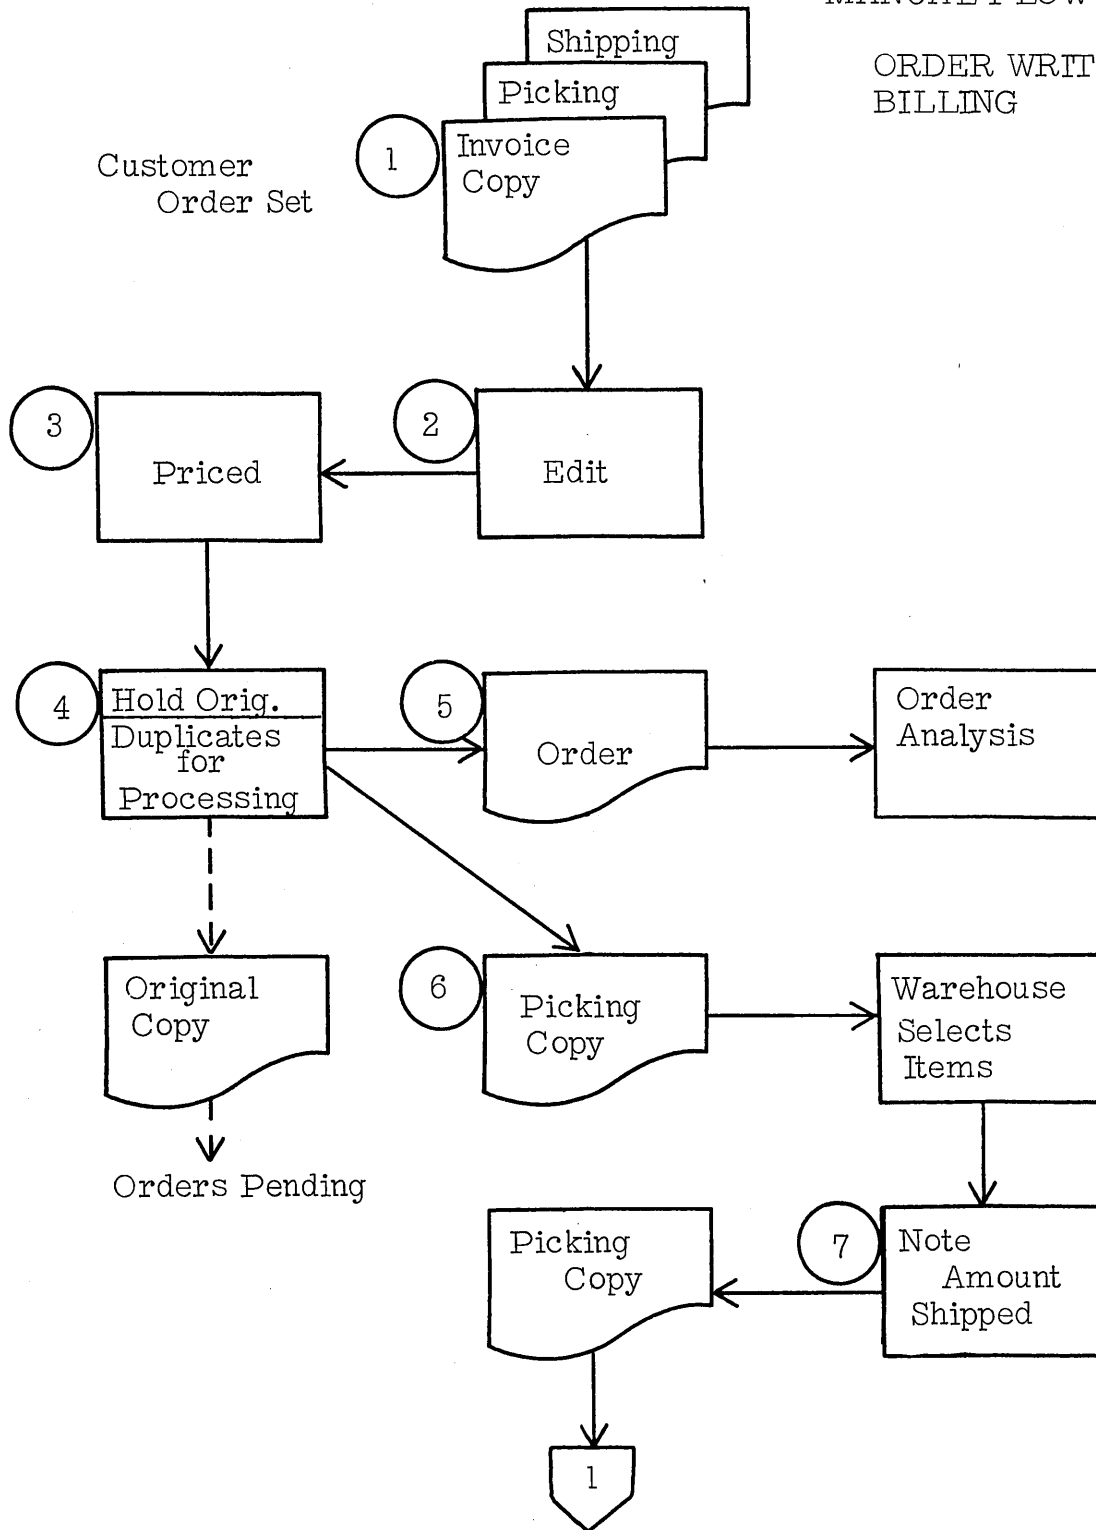 MANUAL FLOW
ORDER WRIT
BILLING
Shipping
Picking
1
Invoice
Copy
Customer
Order Set
3
Priced
2
Edit
4
Hold Orig.
Duplicates
for
Processing
5
Order
Order
Analysis
Original
Copy
Orders Pending
6
Picking
Copy
Warehouse
Selects
Items
Picking
Copy
7
Note
Amount
Shipped
1